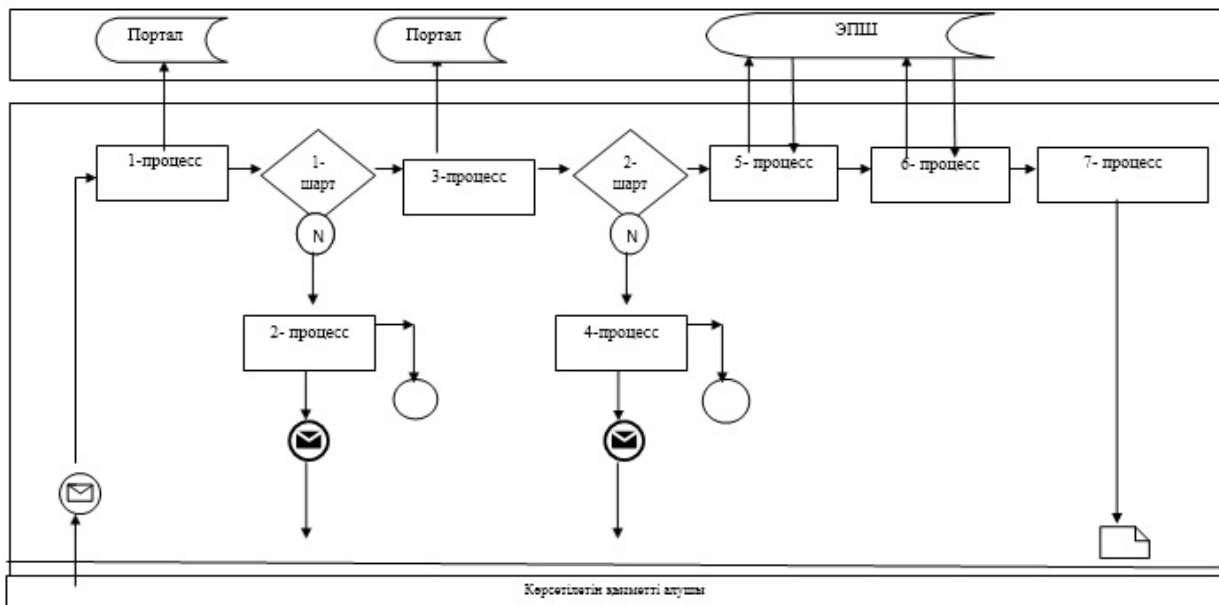 Портал
Портал
ЭПШ
1-процесс
1-
шарт
3-процесс
2-
шарт
5- процесс
6- процесс
7- процесс
N
N
2- процесс
4-процесс
Көрсетілетін қызметті алушы